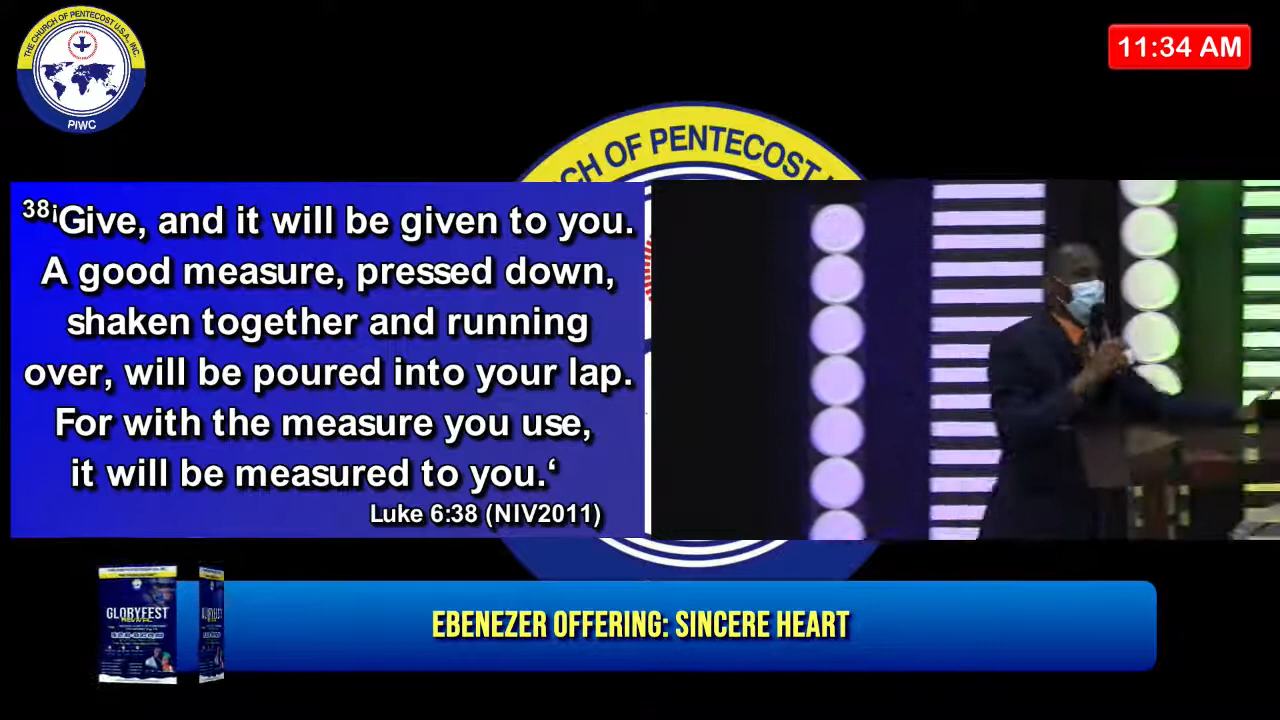 THE CHURCH OF PENTECOST U.S.A., INC.
PIWC
11:34 AM
CH OF PENTECOST U.
38¡Give, and it will be given to you.
A good measure, pressed down,
shaken together and running
over, will be poured into your lap.
For with the measure you use,
it will be measured to you.‘
Luke 6:38 (NIV2011)
GLORYFEST
REVIVAL
EBENEZER OFFERING: SINCERE HEART